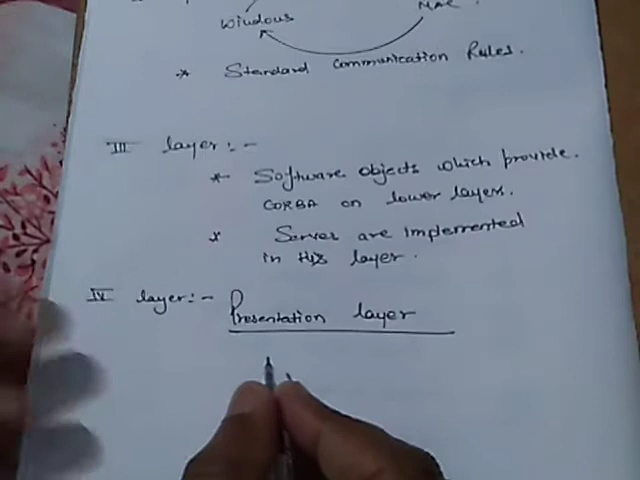 Windows
MAC.
* Standard Communication Rules.
III layer:-
* Software objects which provide.
CORBA on lower layer.
* Server are implemented
in this layer.
IV layer:- Presentation layer